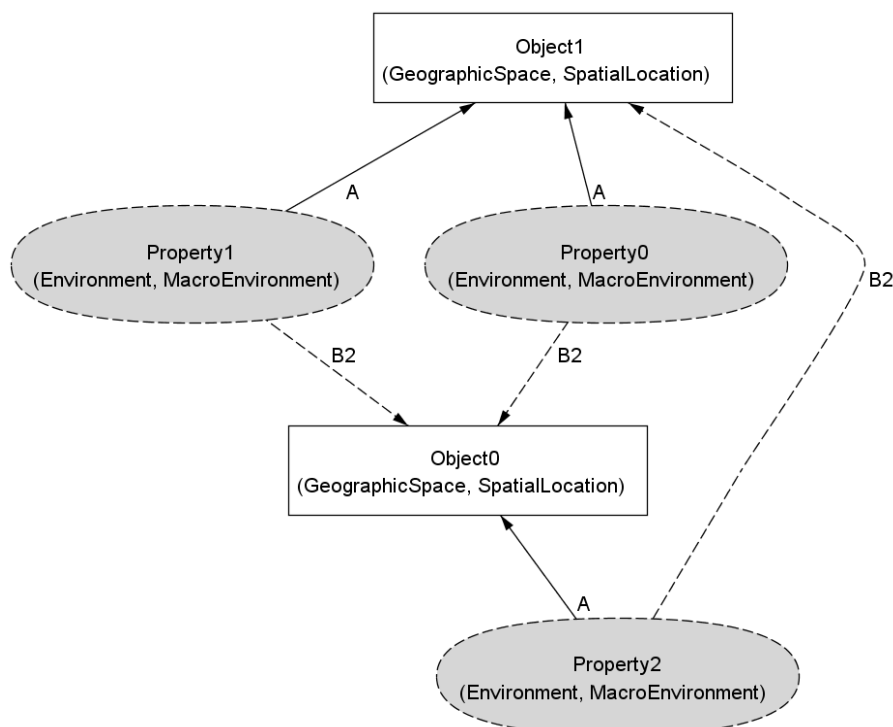 Object1
(GeographicSpace, SpatialLocation)
A
A
Property1
(Environment, MacroEnvironment)
Property0
(Environment, MacroEnvironment)
B2
B2
B2
Object0
(GeographicSpace, SpatialLocation)
A
Property2
(Environment, MacroEnvironment)